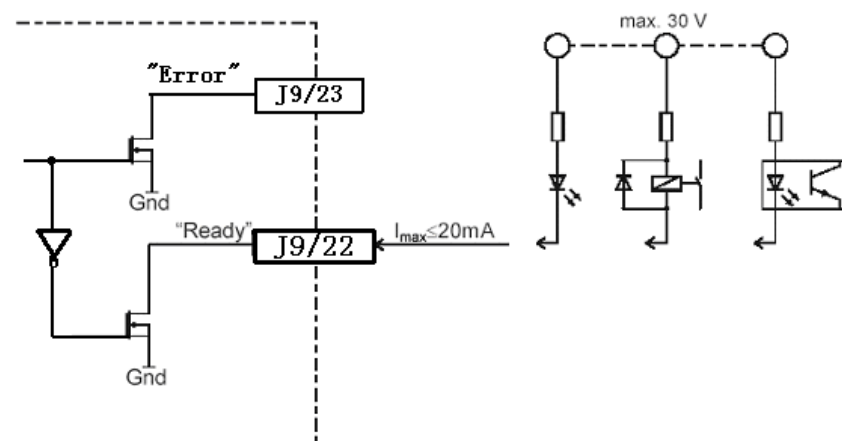 max. 30 V
"Error"
J9/23
Gnd
"Ready"
J9/22
Imax≤20mA
Gnd